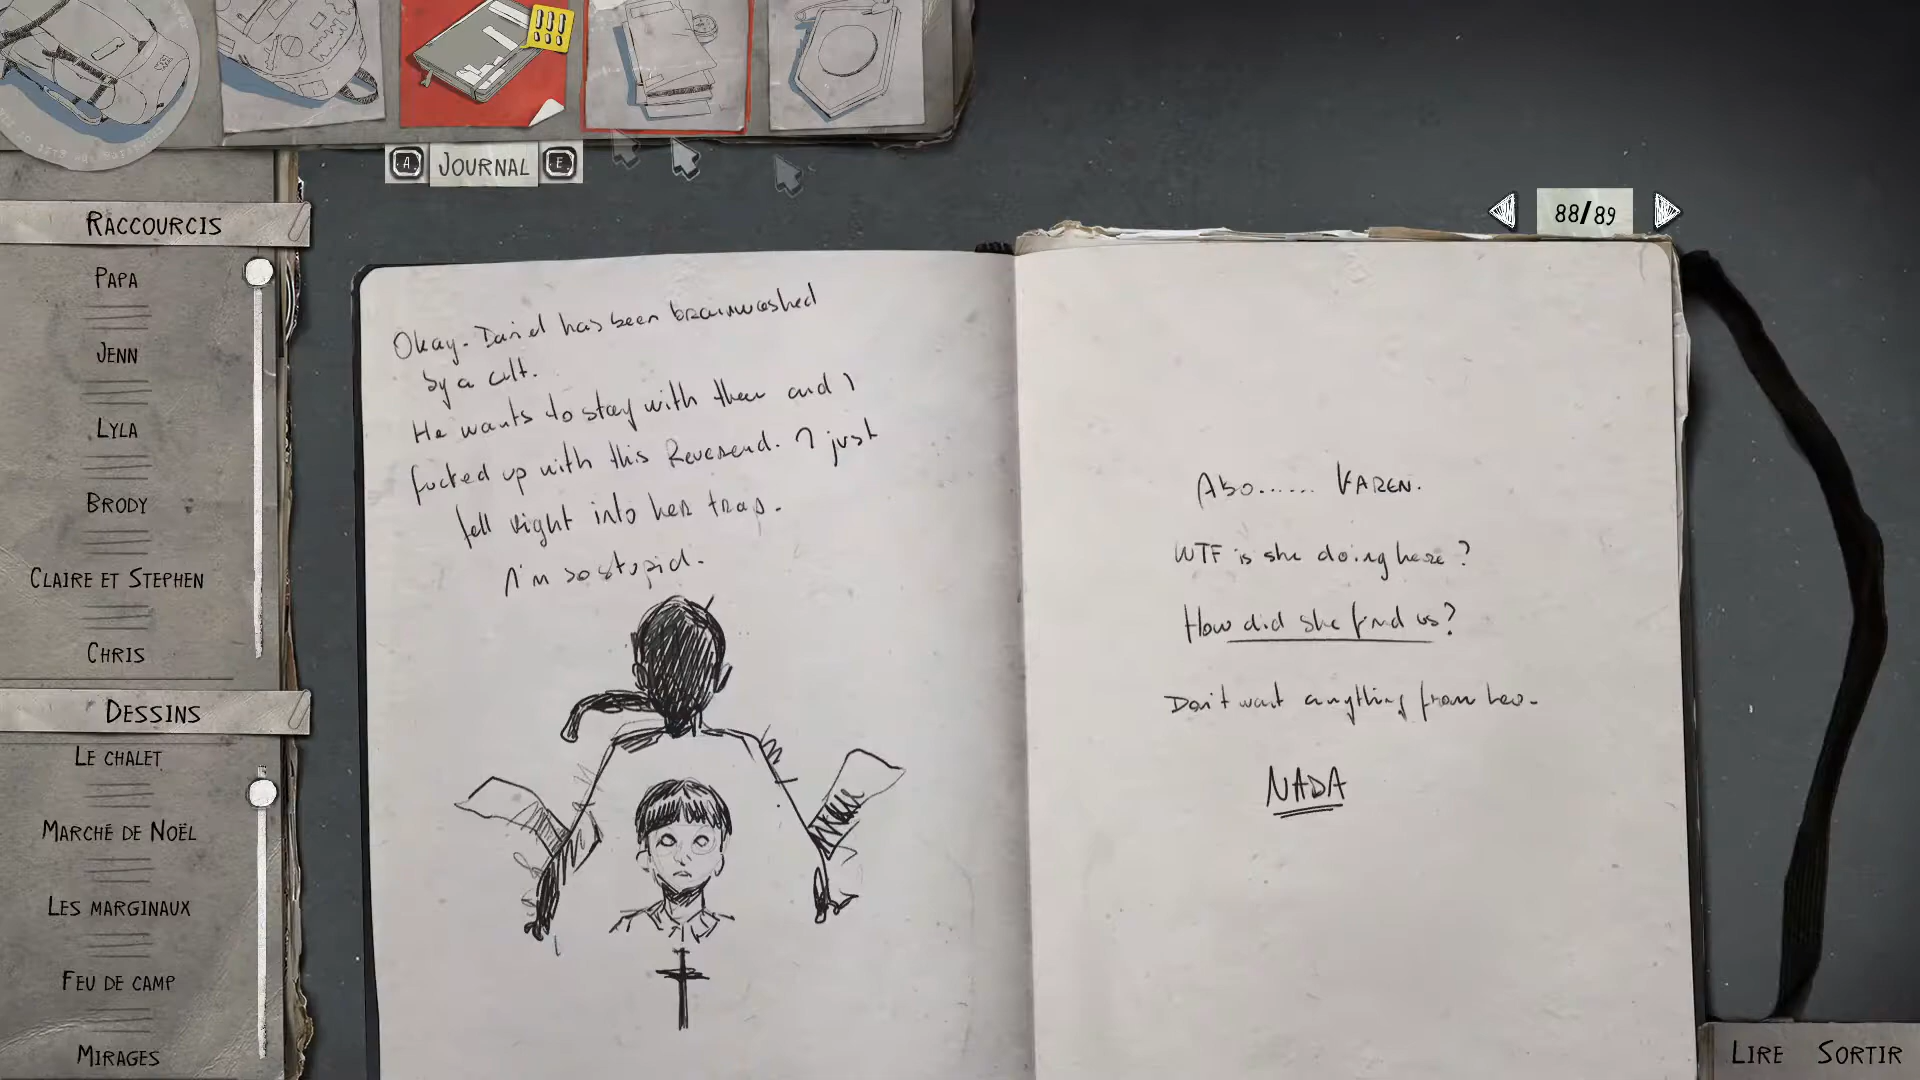 A JOURNAL E
88/89
RACCOURCIS
PAPA
JENN
LYLA
BRODY
CLAIRE ET STEPHEN
CHRIS
DESSINS
LE CHALET
MARCHÉ DE NOËL
LES MARGINAUX
FEU DE CAMP
MIRAGES
Okay. Daniel has been brainwashed
by a cult.
He wants to stay with them and I
fucked up with this Reverend. I just
fell right into her trap.
I'm so stupid.
Also...... KAREN.
WTF is she doing here?
How did she find us?
Don't want anything from her.
NADA
LIRE SORTIR